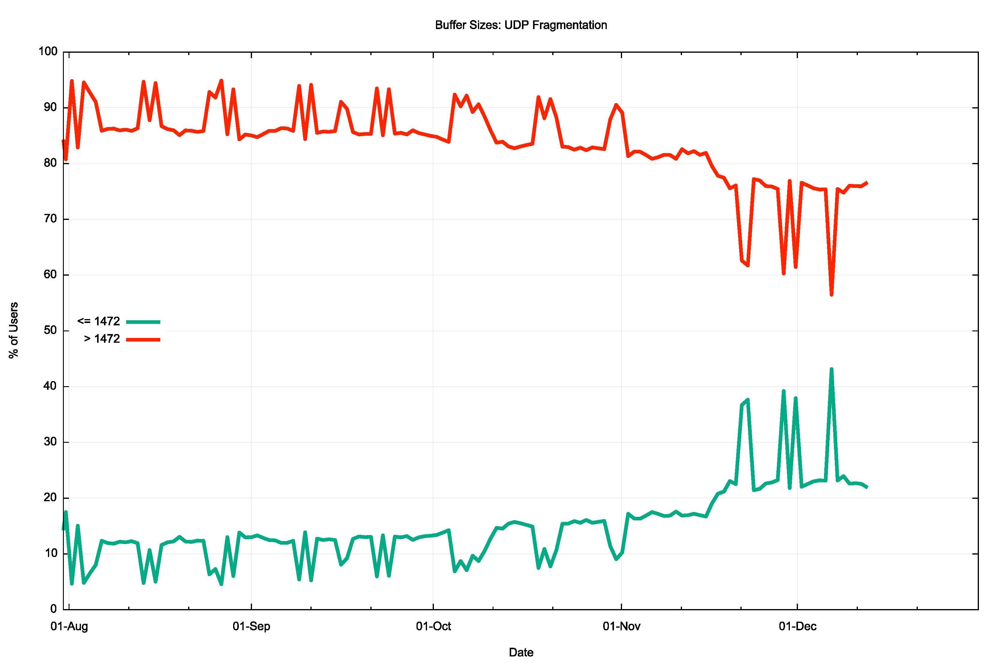 Buffer Sizes: UDP Fragmentation
100
90
80
70
60
50
40
30
20
10
0
% of Users
<= 1472
> 1472
01-Aug
01-Sep
01-Oct
01-Nov
01-Dec
Date